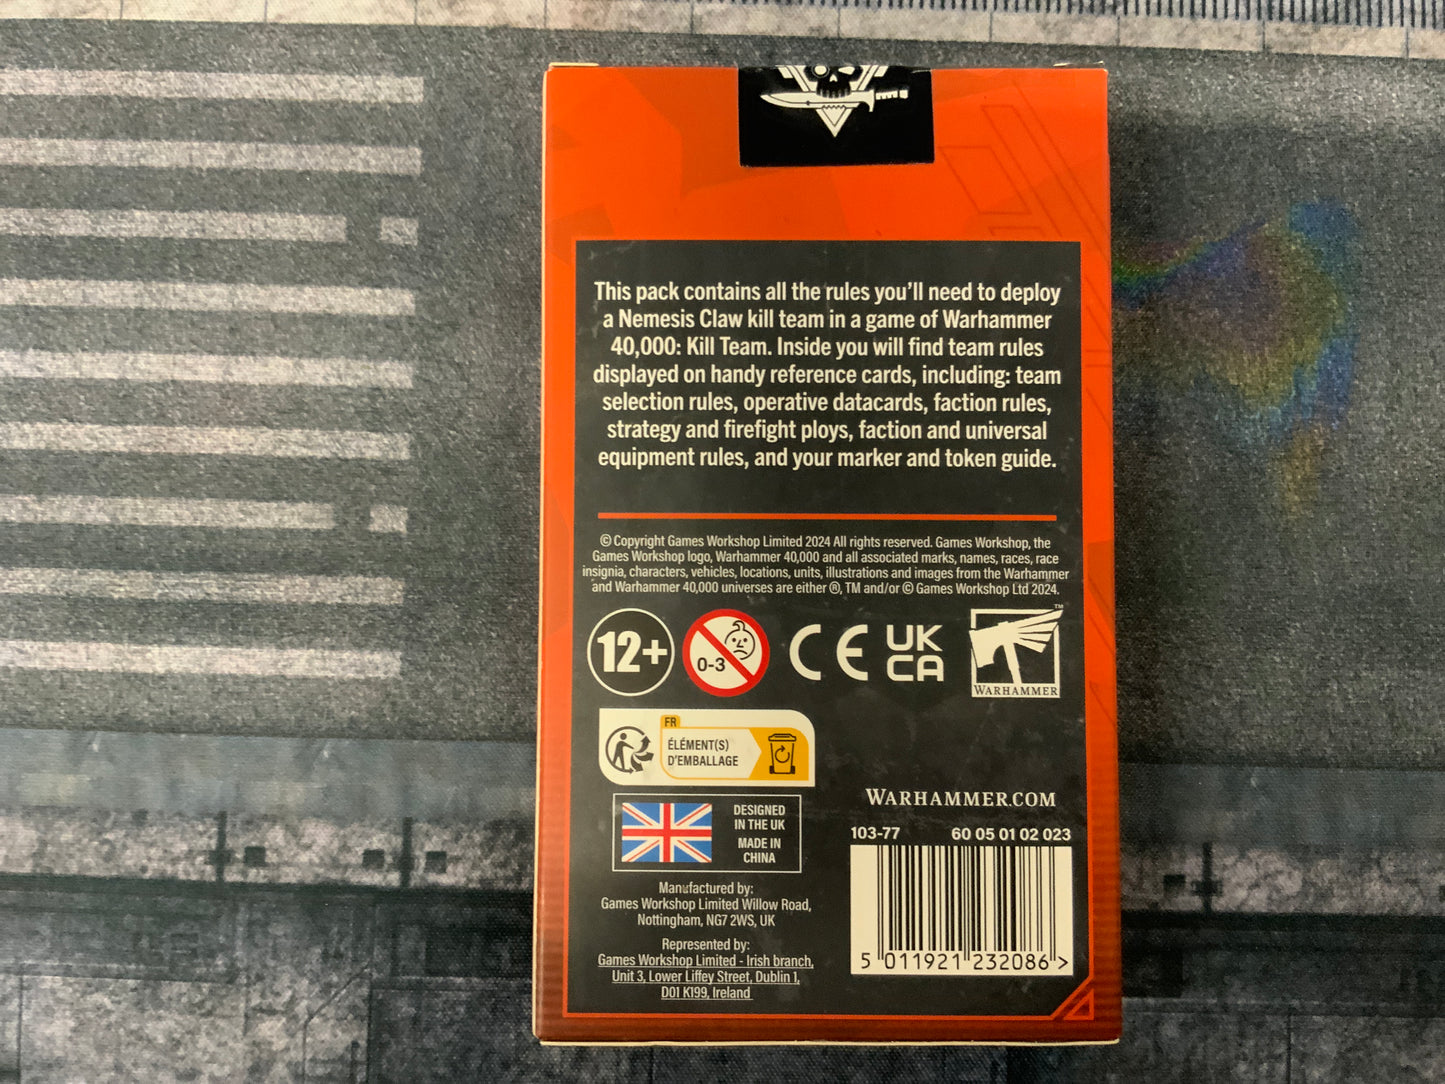 This pack contains all the rules you'll need to deploy
a Nemesis Claw kill team in a game of Warhammer
40,000: Kill Team. Inside you will find team rules
displayed on handy reference cards, including: team
selection rules, operative datacards, faction rules,
strategy and firefight ploys, faction and universal
equipment rules, and your marker and token guide.
© Copyright Games Workshop Limited 2024 All rights reserved. Games Workshop, the
Games Workshop logo, Warhammer 40,000 and all associated marks, names, races, race
insignia, characters, vehicles, locations, units, illustrations and images from the Warhammer
and Warhammer 40,000 universes are either ®, TM and/or © Games Workshop Ltd 2024.
12+
0-3
CE
UK
CA
TM
WARHAMMER
FR
ÉLÉMENT(S)
D'EMBALLAGE
DESIGNED
IN THE UK
MADE IN
CHINA
Manufactured by:
Games Workshop Limited Willow Road,
Nottingham, NG7 2WS, UK
Represented by:
Games Workshop Limited - Irish branch,
Unit 3, Lower Liffey Street, Dublin 1,
D01 K199, Ireland
WARHAMMER.COM
103-77 60 05 01 02 023
5 011921 232086 >